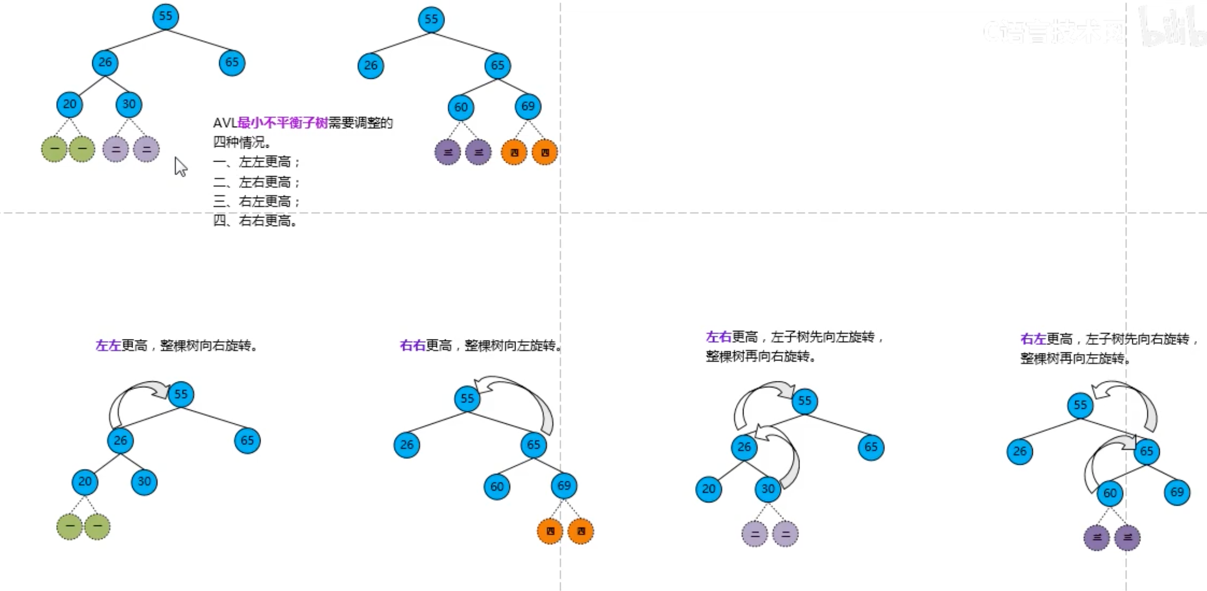 C语言技术网 bilibili
55
55
26
65
26
65
20
30
60
69
一 一 二 二
三 三 四 四
AVL最小不平衡子树需要调整的
四种情况。
一、左左更高；
二、左右更高；
三、右左更高；
四、右右更高。
左左更高，整棵树向右旋转。
55
26
65
20
30
一 一
右右更高，整棵树向左旋转。
55
26
65
60
69
四 四
左右更高，左子树先向左旋转，
整棵树再向右旋转。
55
26
65
20
30
二 二
右左更高，左子树先向右旋转，
整棵树再向左旋转。
55
26
65
60
69
三 三